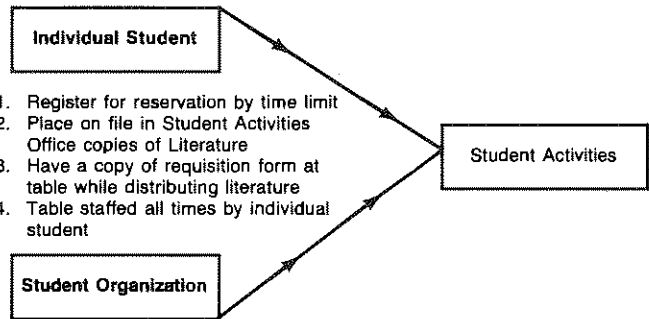 Individual Student
1. Register for reservation by time limit
2. Place on file in Student Activities
Office copies of Literature
3. Have a copy of requisition form at
table while distributing literature
4. Table staffed all times by individual
student
Student Activities
Student Organization